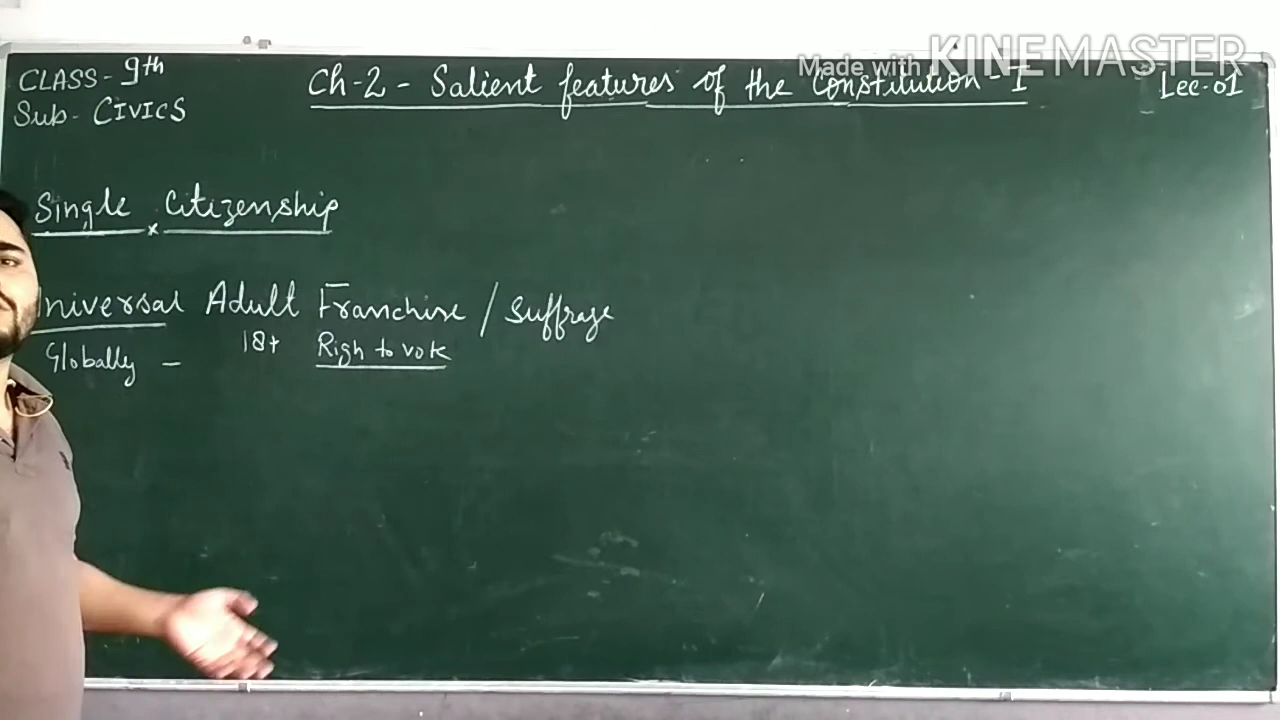 CLASS- 9th
Sub- CIVICS
Ch-2 - Salient features of the Constitution - I
Lec-01
Made with KINEMASTER
Single Citizenship
niversal Adult Franchise / Suffrage
Globally - 18+ Righ to vote